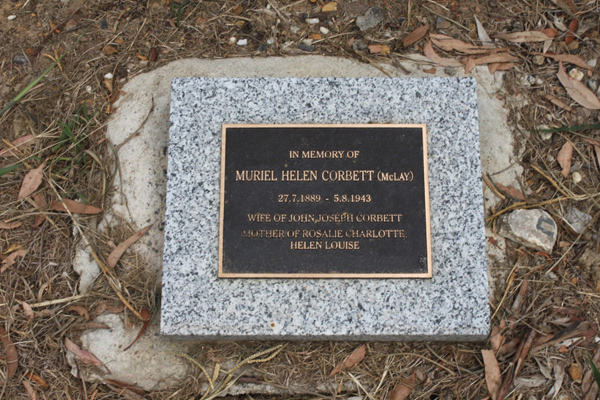 IN MEMORY OF
MURIEL HELEN CORBETT (McLAY)
27.7.1889 - 5.8.1943
WIFE OF JOHN JOSEPH CORBETT
MOTHER OF ROSALIE CHARLOTTE,
HELEN LOUISE